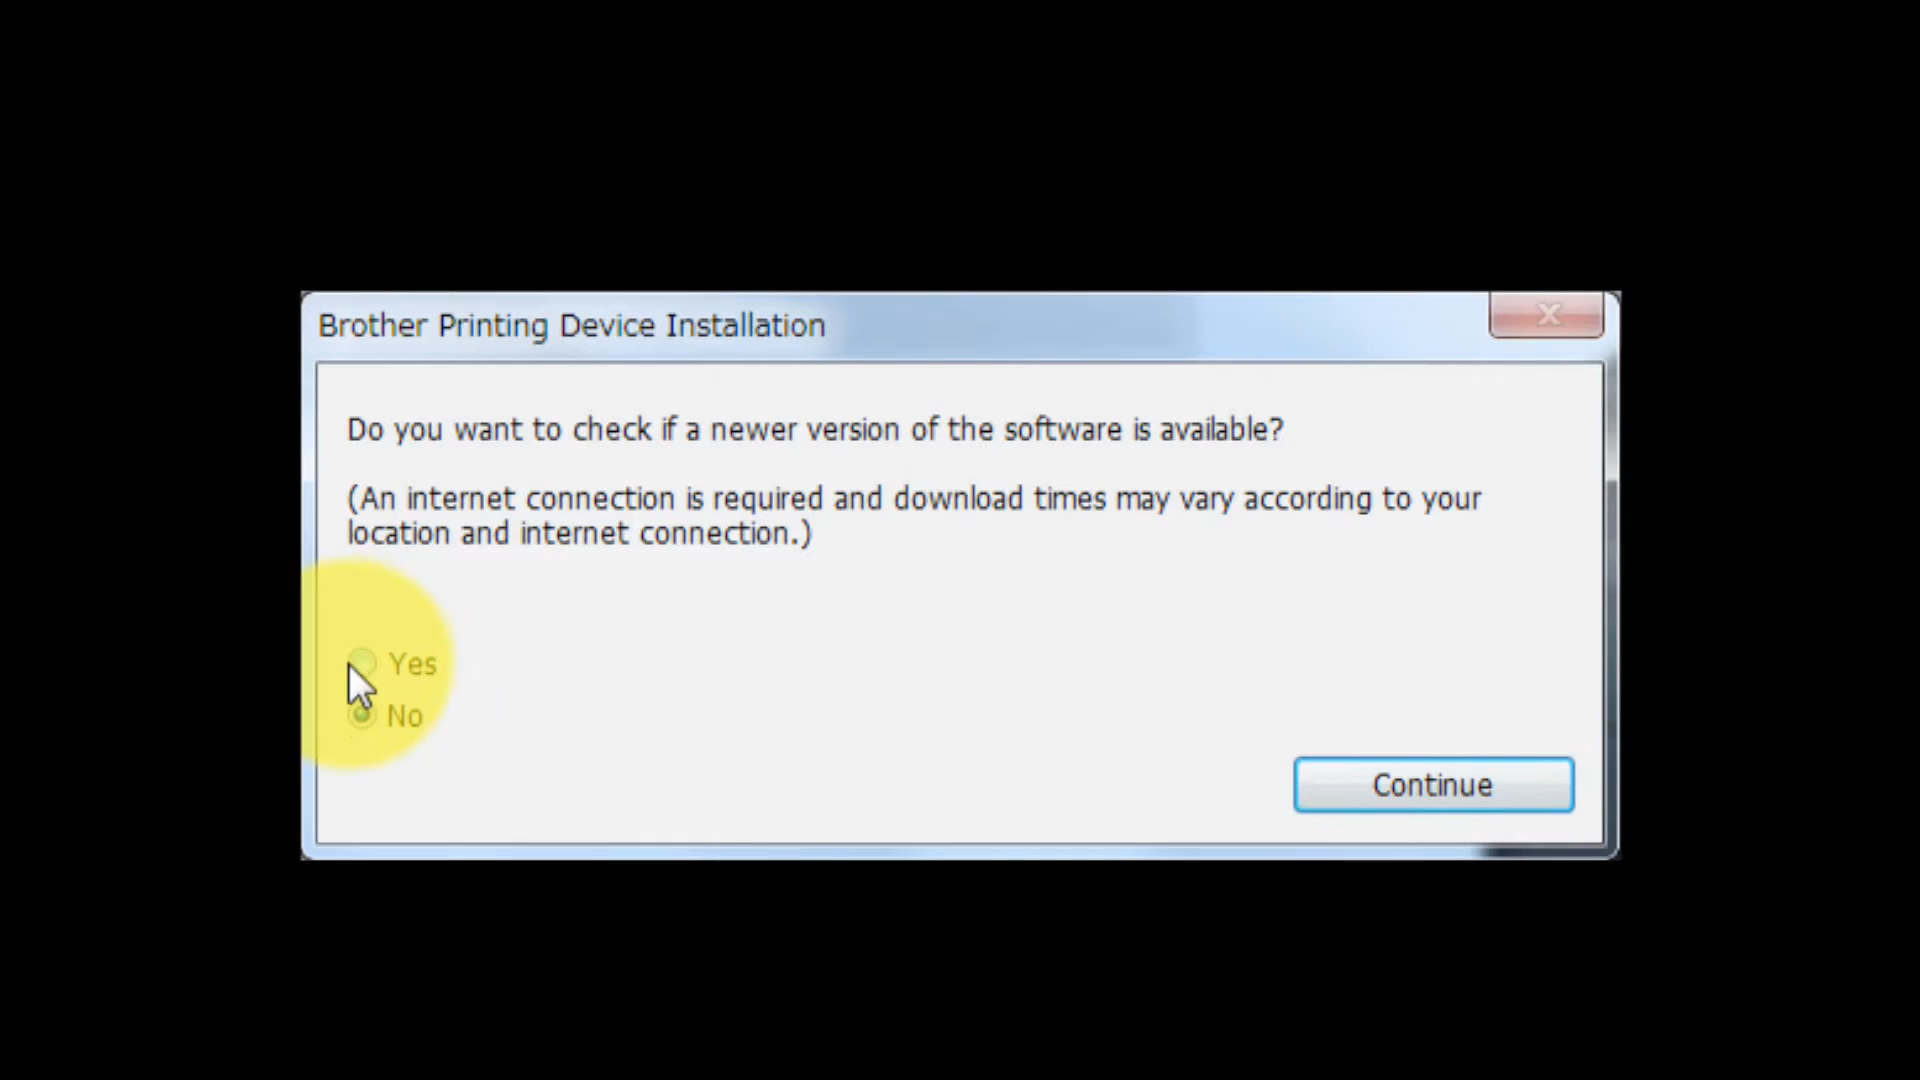 Brother Printing Device Installation
Do you want to check if a newer version of the software is available?
(An internet connection is required and download times may vary according to your
location and internet connection.)
Yes
No
Continue